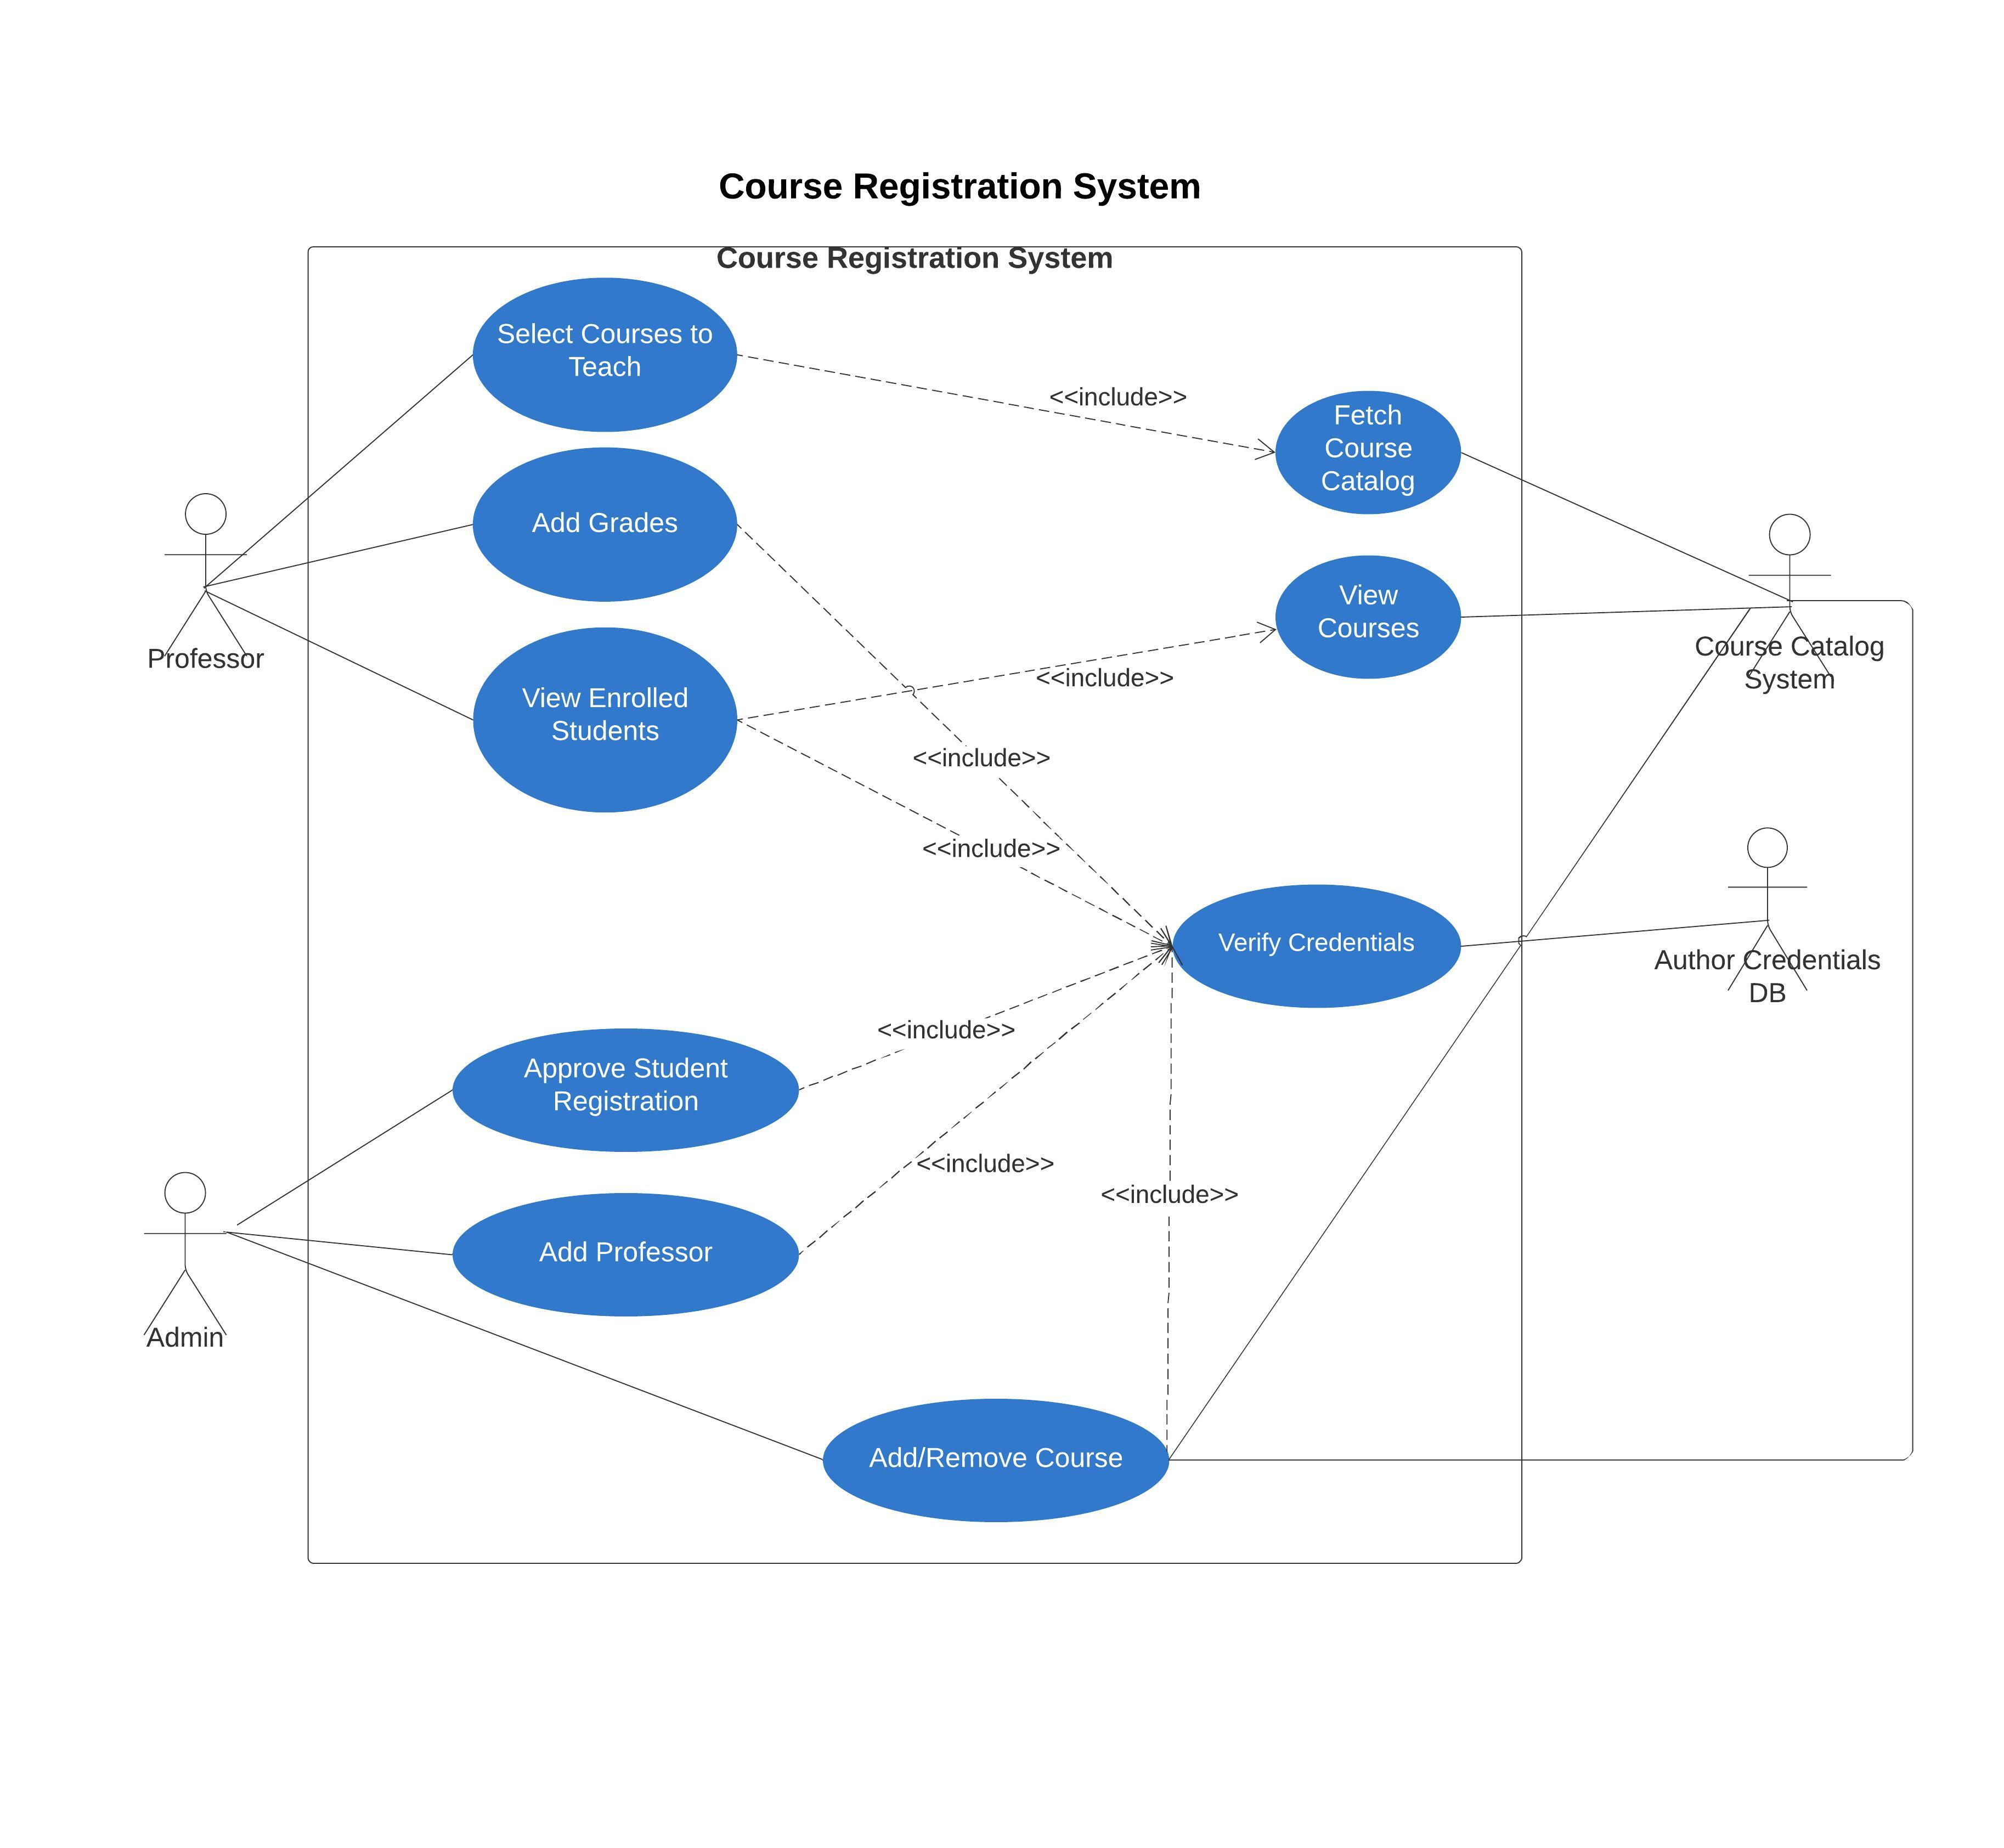 Course Registration System
Course Registration System
Select Courses to
Teach
<<include>>
Fetch
Course
Catalog
Add Grades
View
Courses
Professor
Course Catalog
System
<<include>>
View Enrolled
Students
<<include>>
<<include>>
Verify Credentials
Author Credentials
DB
<<include>>
Approve Student
Registration
<<include>>
<<include>>
Add Professor
Admin
Add/Remove Course